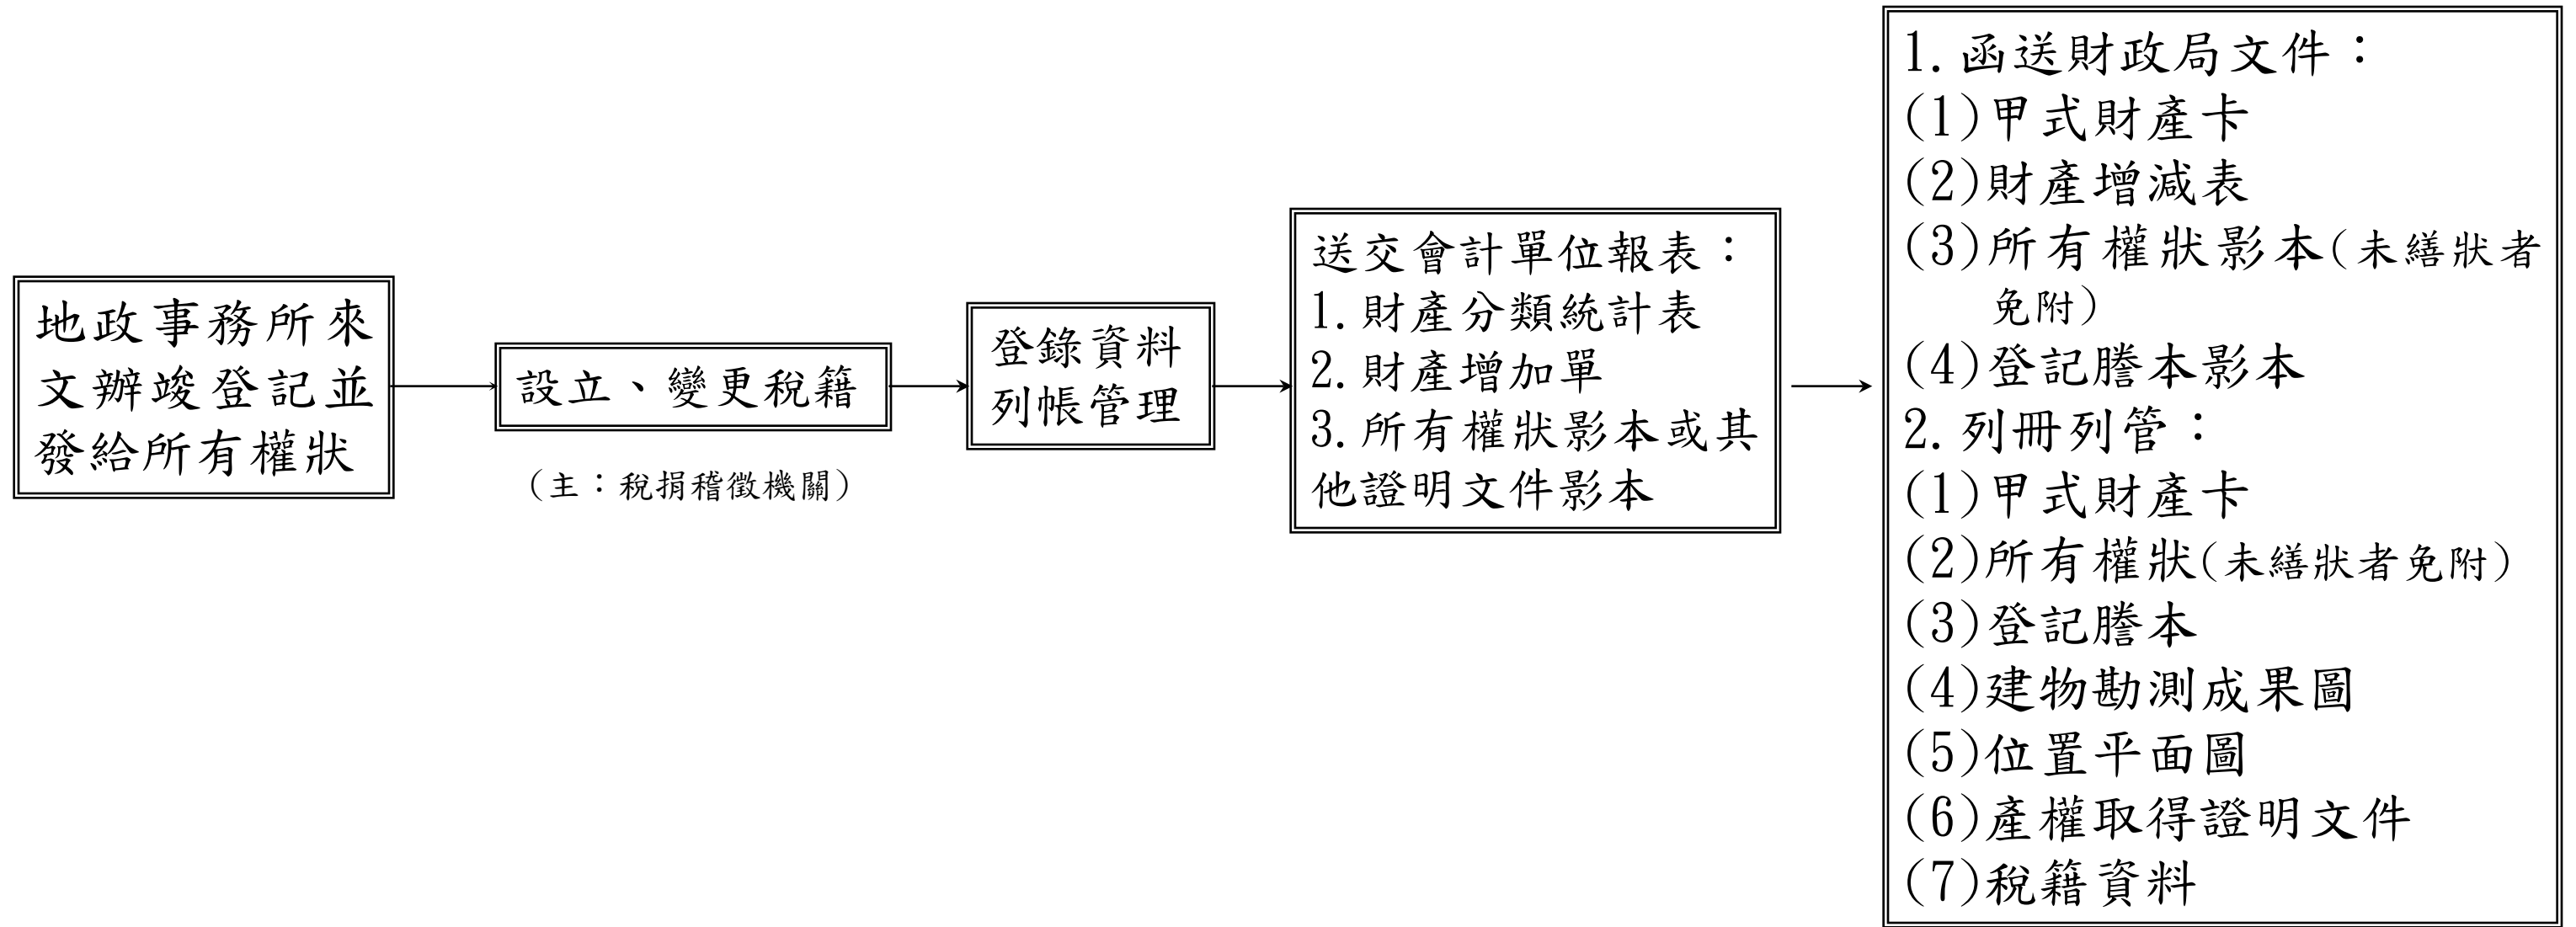 地政事務所來
文辦竣登記並
發給所有權狀
設立、變更稅籍
(主：稅捐稽徵機關)
登錄資料
列帳管理
送交會計單位報表：
1.財產分類統計表
2.財產增加單
3.所有權狀影本或其
他證明文件影本
1.函送財政局文件：
(1)甲式財產卡
(2)財產增減表
(3)所有權狀影本(未繕狀者
免附)
(4)登記謄本影本
2.列冊列管：
(1)甲式財產卡
(2)所有權狀(未繕狀者免附)
(3)登記謄本
(4)建物勘測成果圖
(5)位置平面圖
(6)產權取得證明文件
(7)稅籍資料